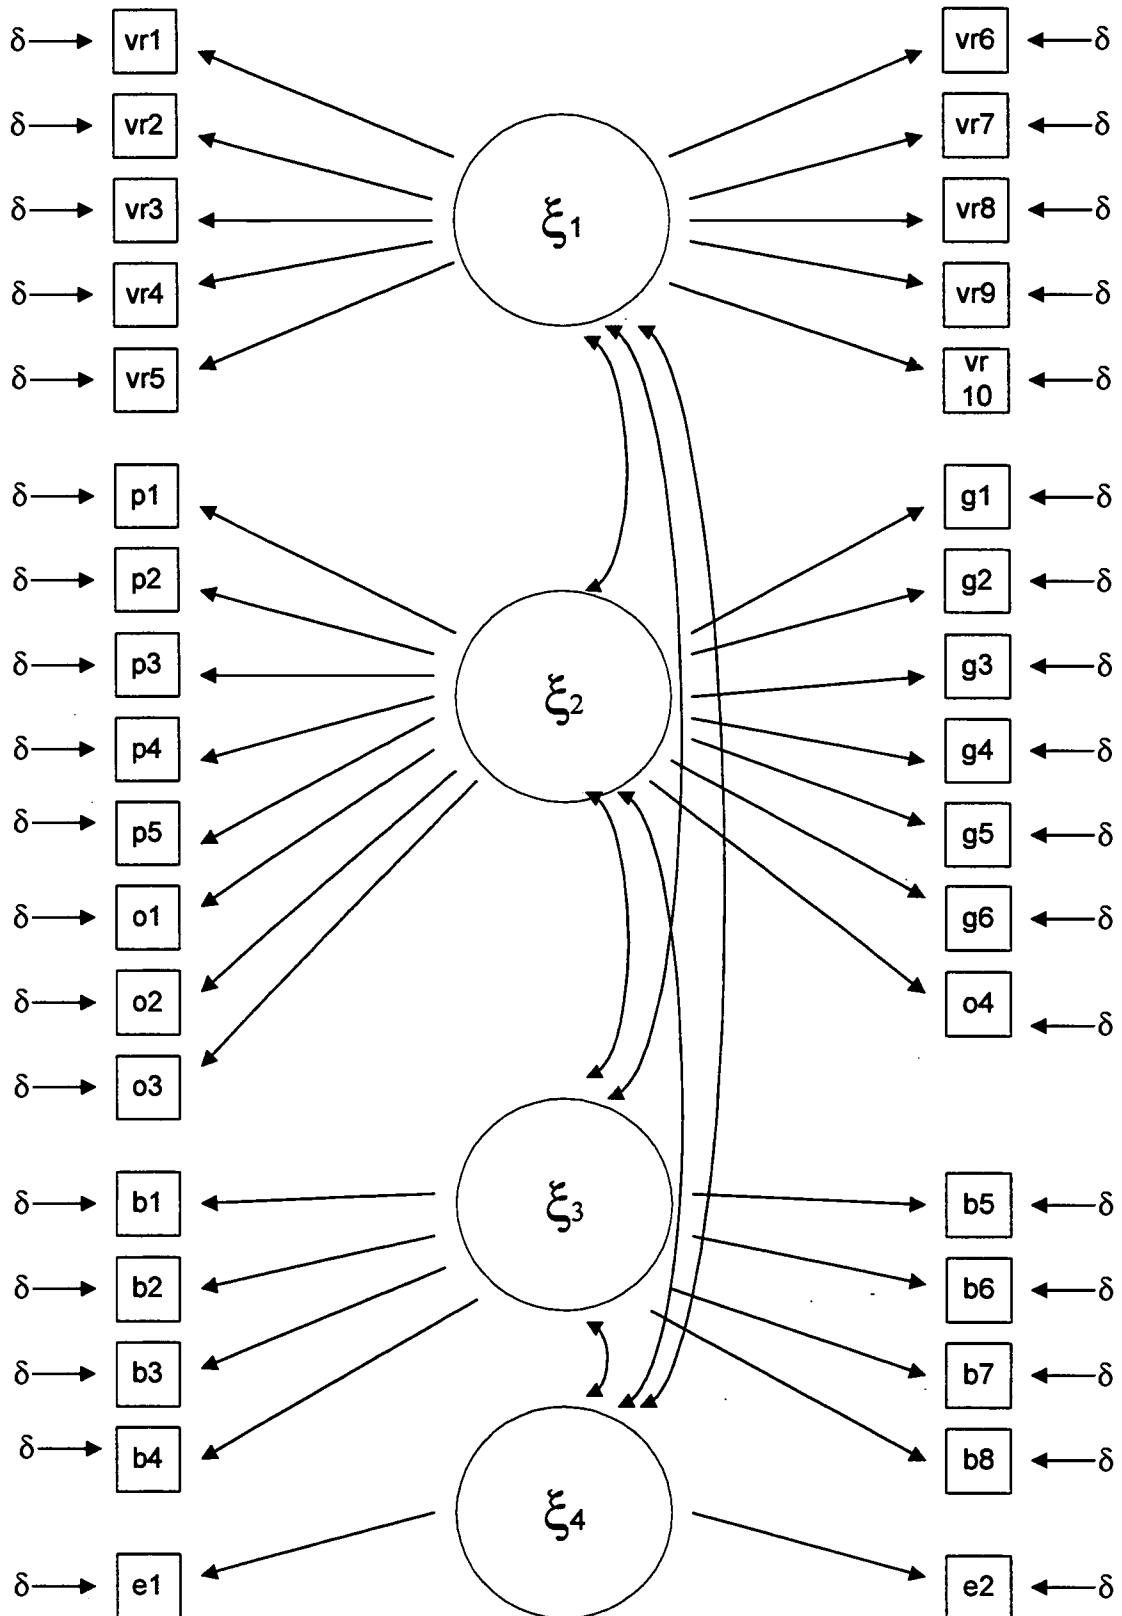 δ vr1 vr6 δ
δ vr2 vr7 δ
δ vr3 ξ1 vr8 δ
δ vr4 vr9 δ
δ vr5 vr
10 δ
δ p1 g1 δ
δ p2 g2 δ
δ p3 g3 δ
ξ2
δ p4 g4 δ
δ p5 g5 δ
δ o1 g6 δ
δ o2 o4 δ
δ o3
δ b1 ξ3 b5 δ
δ b2 b6 δ
δ b3 b7 δ
δ b4 b8 δ
ξ4
δ e1 e2 δ